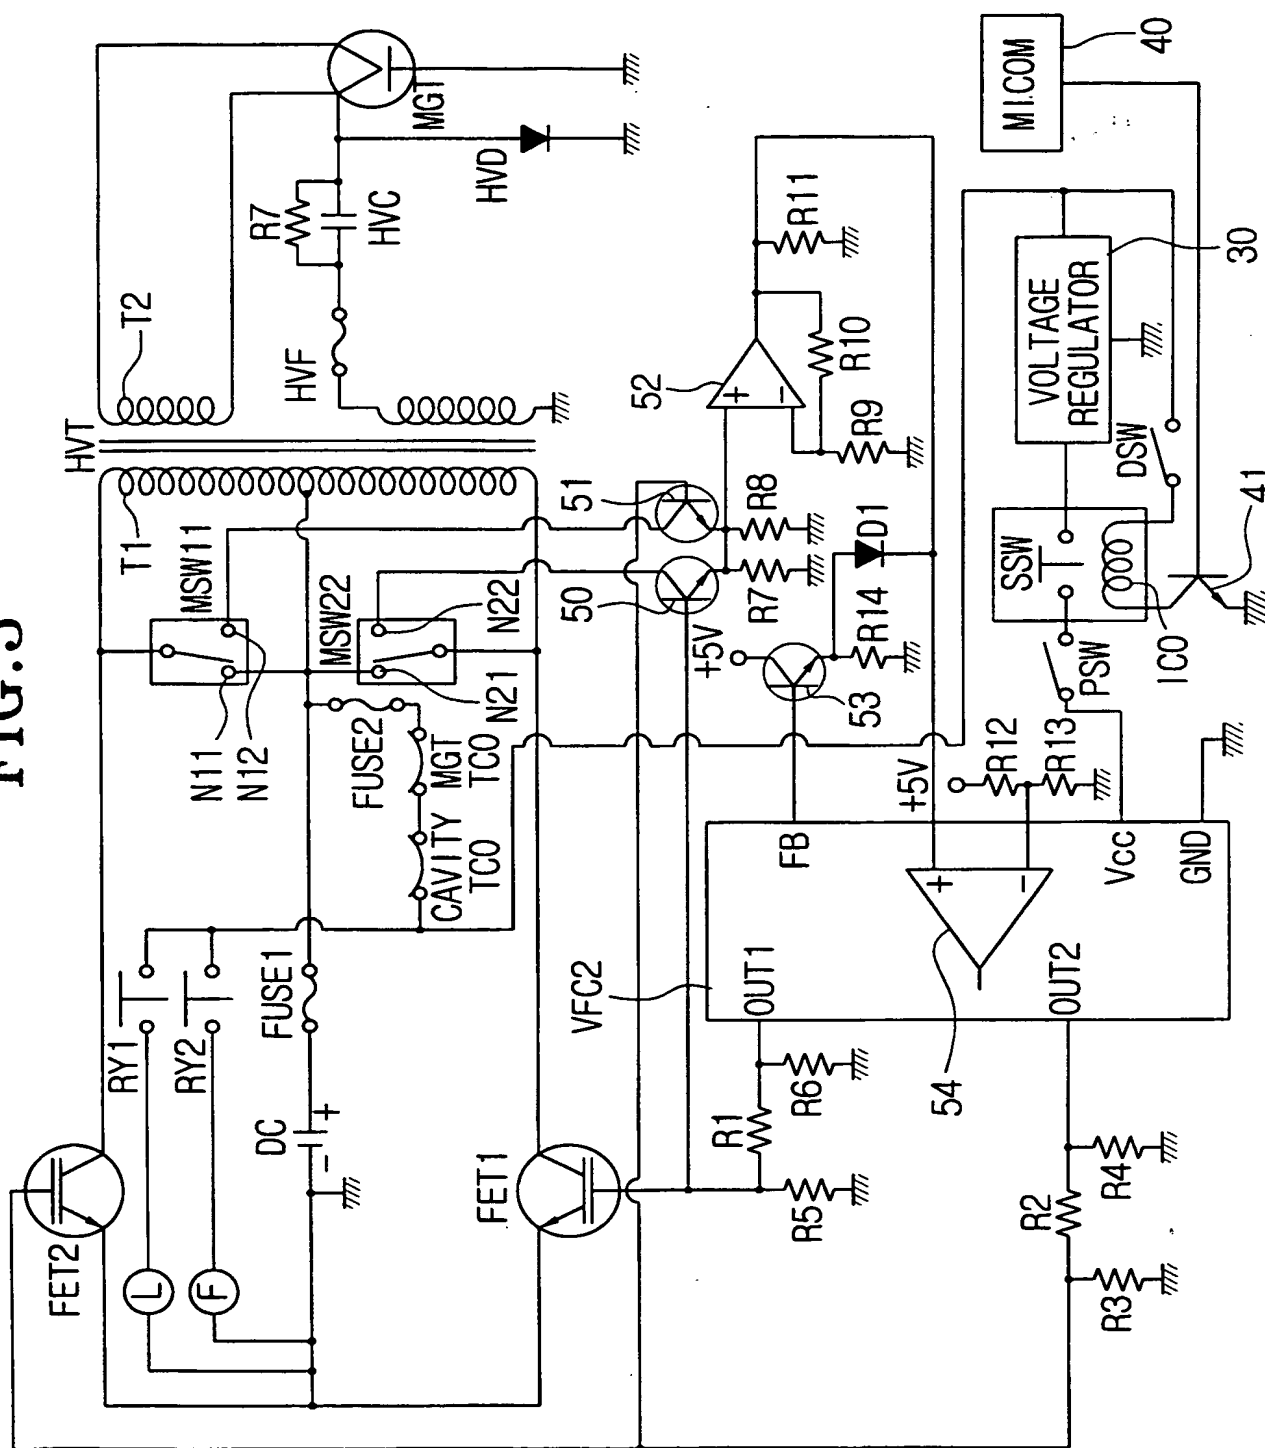 FIG.
FET2
L
F
RY1
RY2
DC
+
-
FUSE1
FET1
N11
N12
T1
MSW11
MSW22
N21
N22
FUSE2
MGT
TCO
CAVITY
TCO
HVT
T2
HVF
R7
HVC
HVD
MGT
50
51
52
+
-
R7
R8
R9
R10
R11
+5V
53
R14
D1
VFC2
OUT1
OUT2
FB
+
-
54
Vcc
GND
R1
R2
R3
R4
R5
R6
+5V
R12
R13
PSW
SSW
ICO
DSW
41
VOLTAGE
REGULATOR
30
MI.COM
40